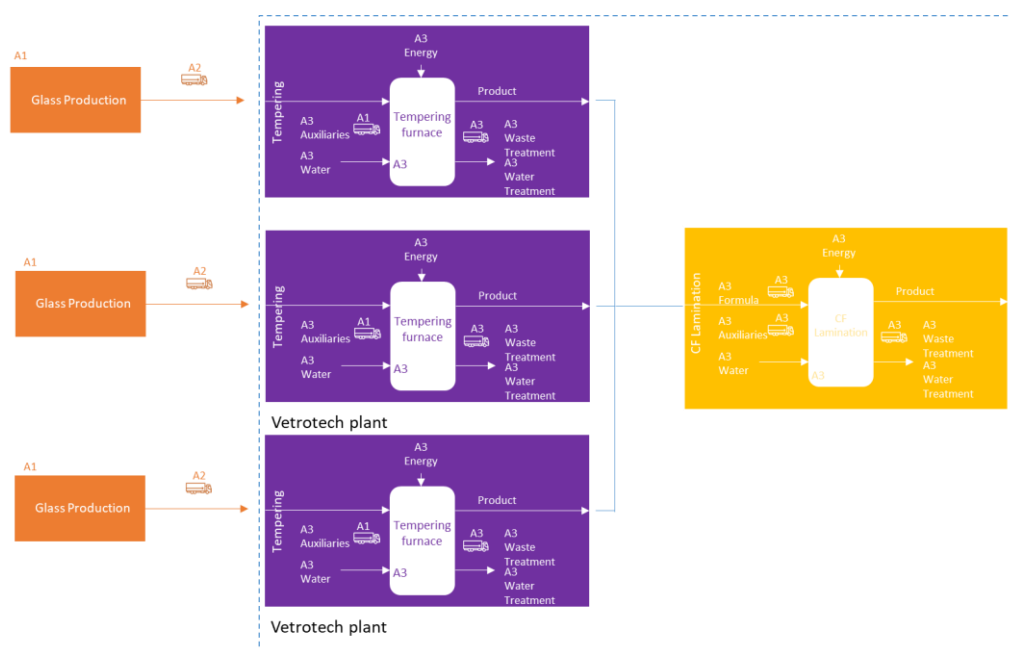 A1
Glass Production
A2
Tempering
A3
Energy
Tempering
furnace
A3
A3
Auxiliaries
A1
A3
Water
Product
A3
A3
Waste
Treatment
A3
Water
Treatment
A1
Glass Production
A2
Tempering
A3
Energy
Tempering
furnace
A3
A3
Auxiliaries
A1
A3
Water
Product
A3
A3
Waste
Treatment
A3
Water
Treatment
Vetrotech plant
A1
Glass Production
A2
Tempering
A3
Energy
Tempering
furnace
A3
A3
Auxiliaries
A1
A3
Water
Product
A3
A3
Waste
Treatment
A3
Water
Treatment
Vetrotech plant
CF Lamination
A3
Energy
A3
Formula
A3
A3
Auxiliaries
A3
A3
Water
CF
Lamination
A3
Product
A3
A3
Waste
Treatment
A3
Water
Treatment